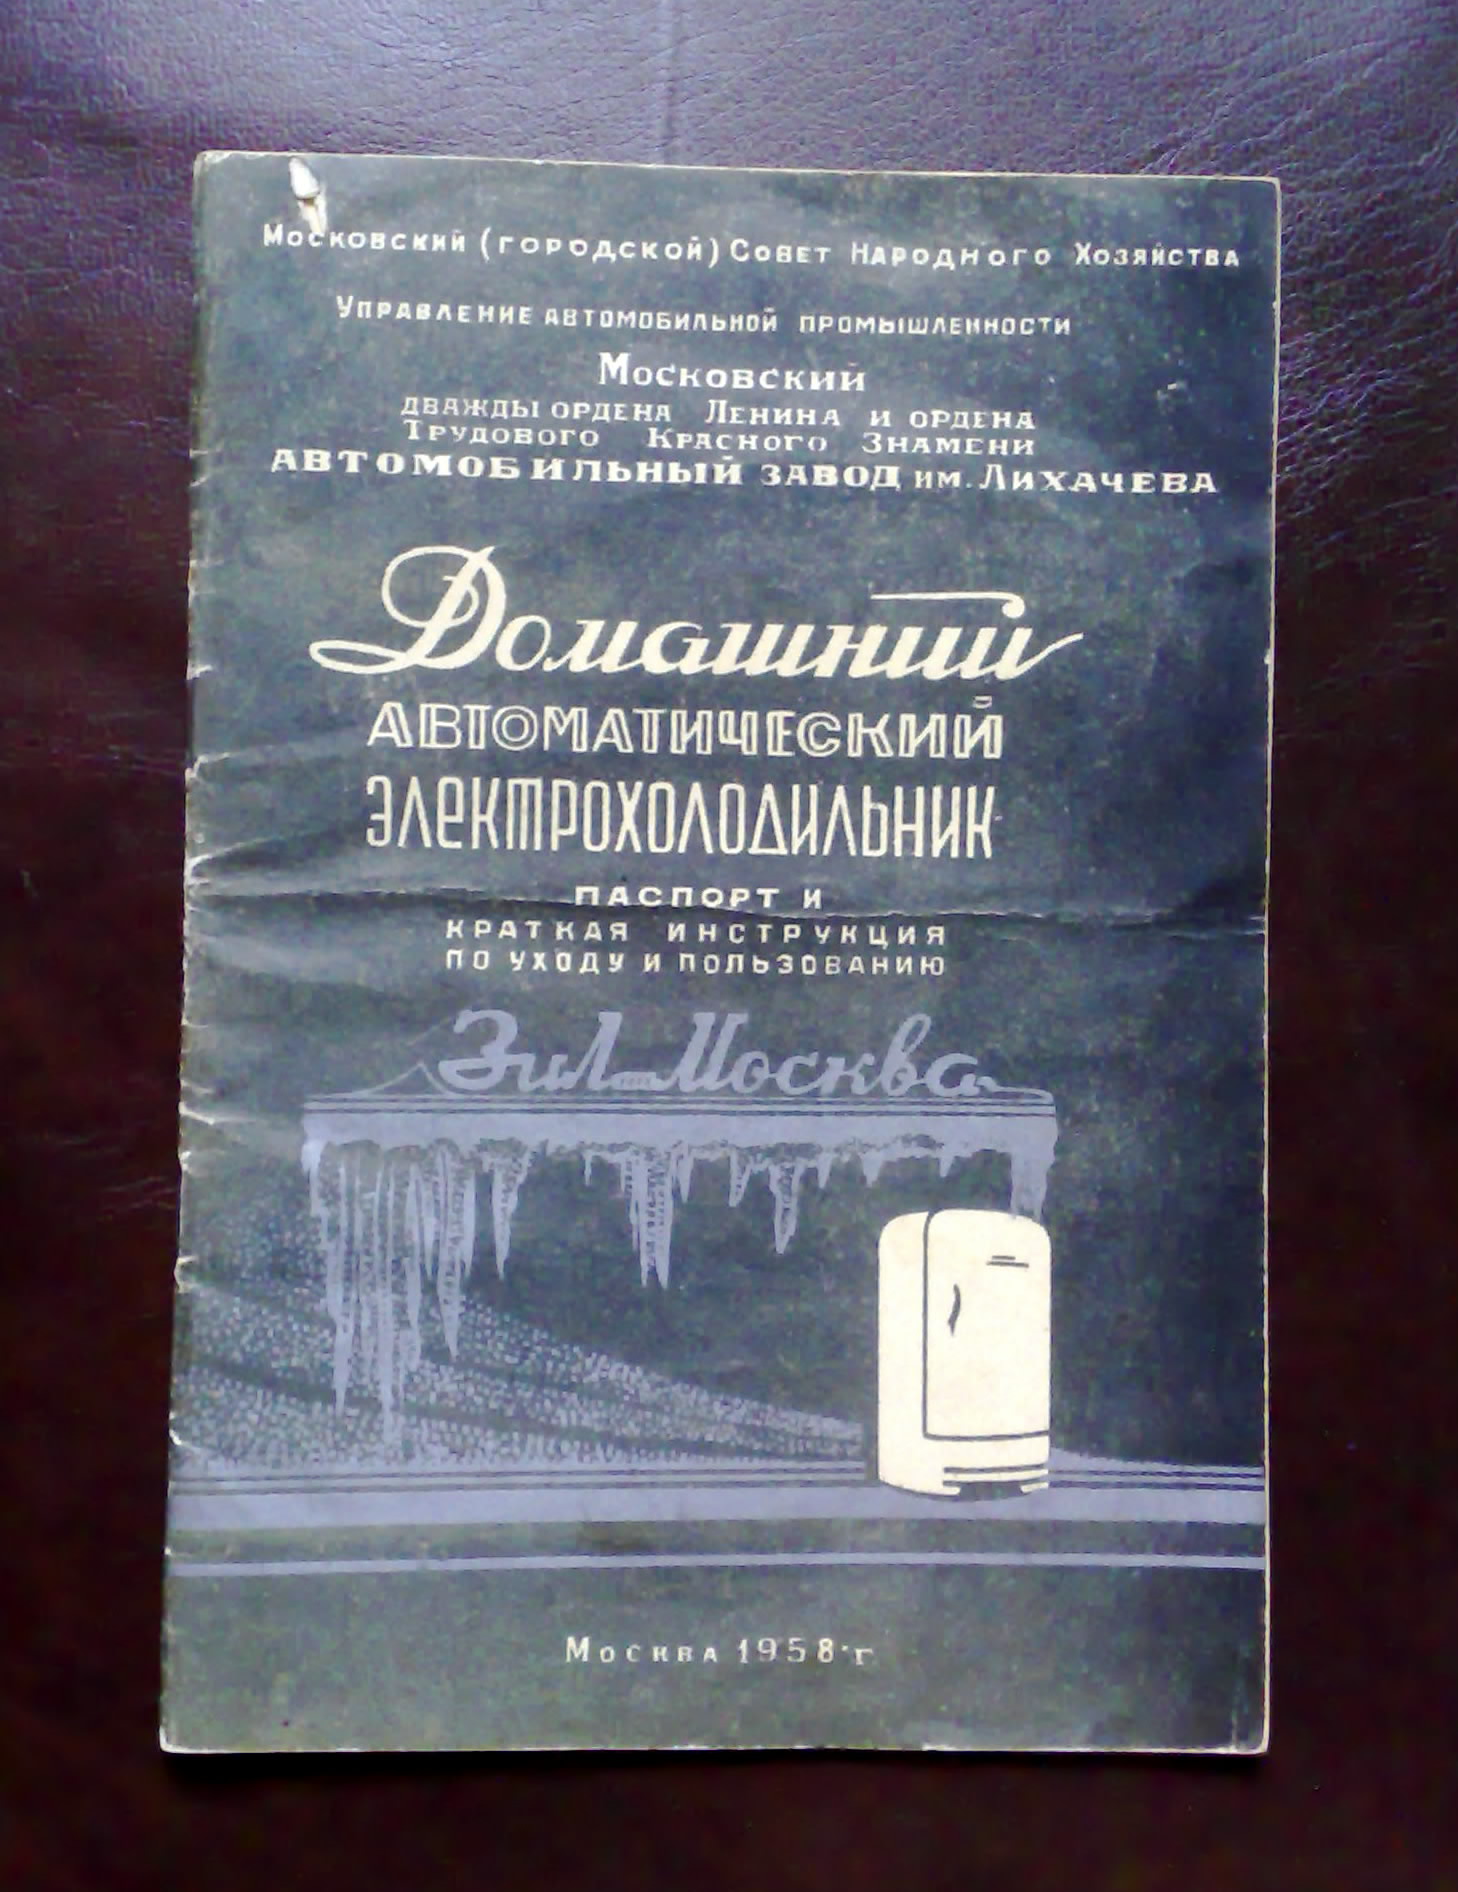 Московский (городской) Совет Народного Хозяйства
Управление автомобильной промышленности
Московский
дважды ордена Ленина и ордена
Трудового Красного Знамени
АВТОМОБИЛЬНЫЙ ЗАВОД им. Лихачева
Домашний
АВТОМАТИЧЕСКИЙ
ЭЛЕКТРОХОЛОДИЛЬНИК
ПАСПОРТ И
КРАТКАЯ ИНСТРУКЦИЯ
ПО УХОДУ И ПОЛЬЗОВАНИЮ
ЗиЛ-Москва
Москва 1958 г